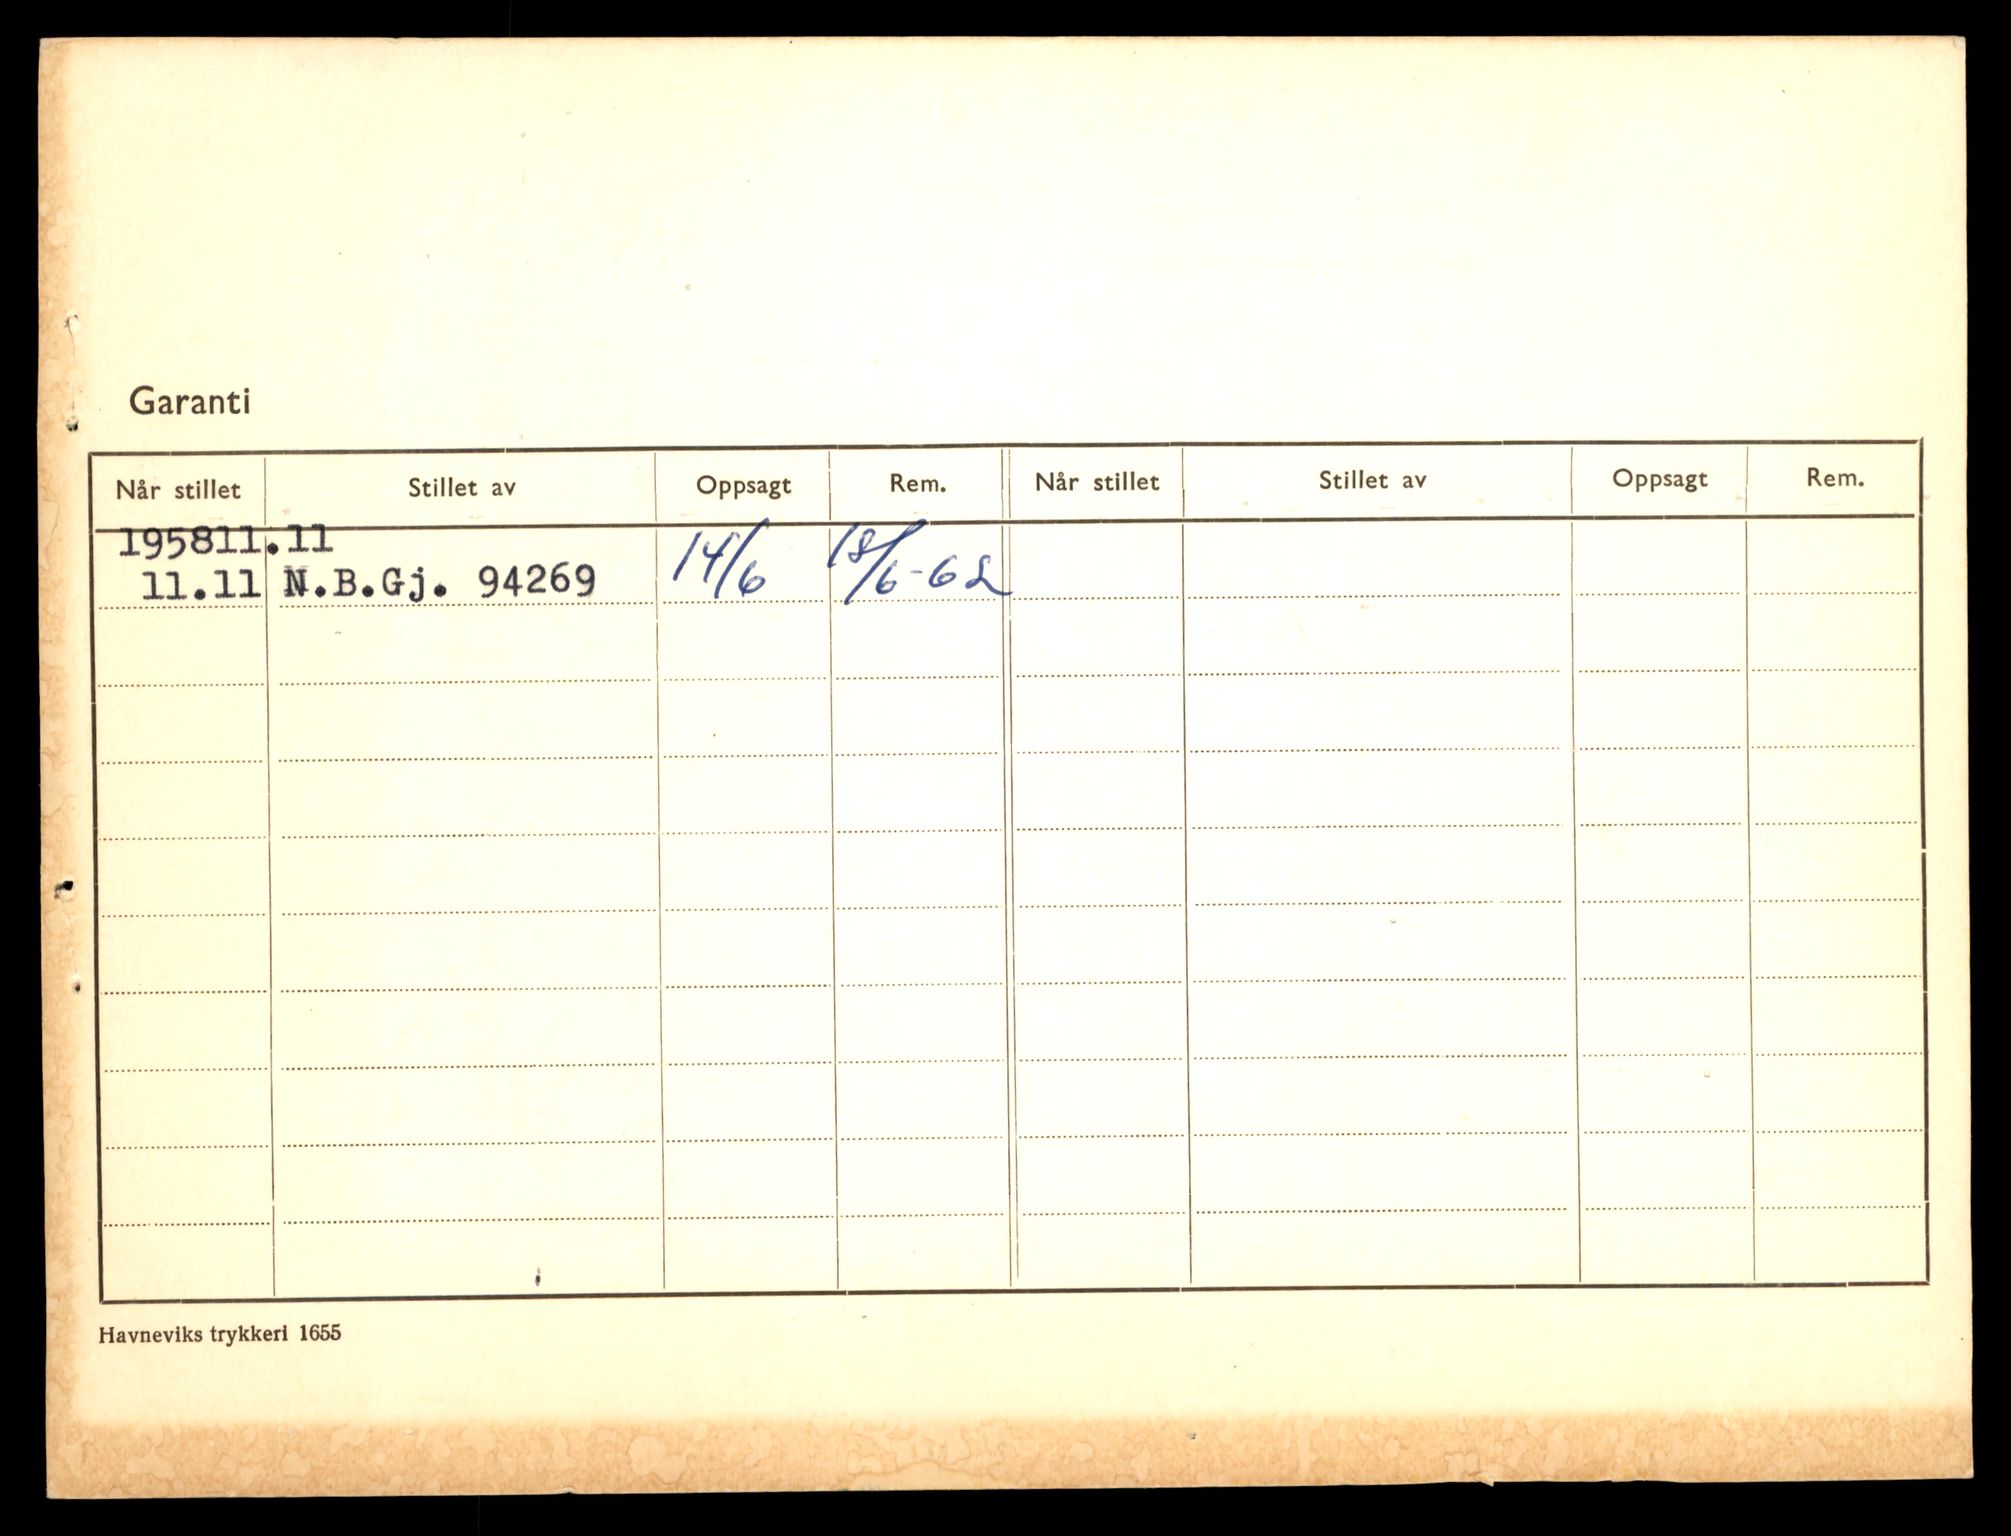 Garanti
Når stillet Stillet av Oppsagt Rem. Når stillet Stillet av Oppsagt Rem.
195811.11
11.11 N.B.Gj. 94269 14/6 18/6-62
Havneviks trykkeri 1655